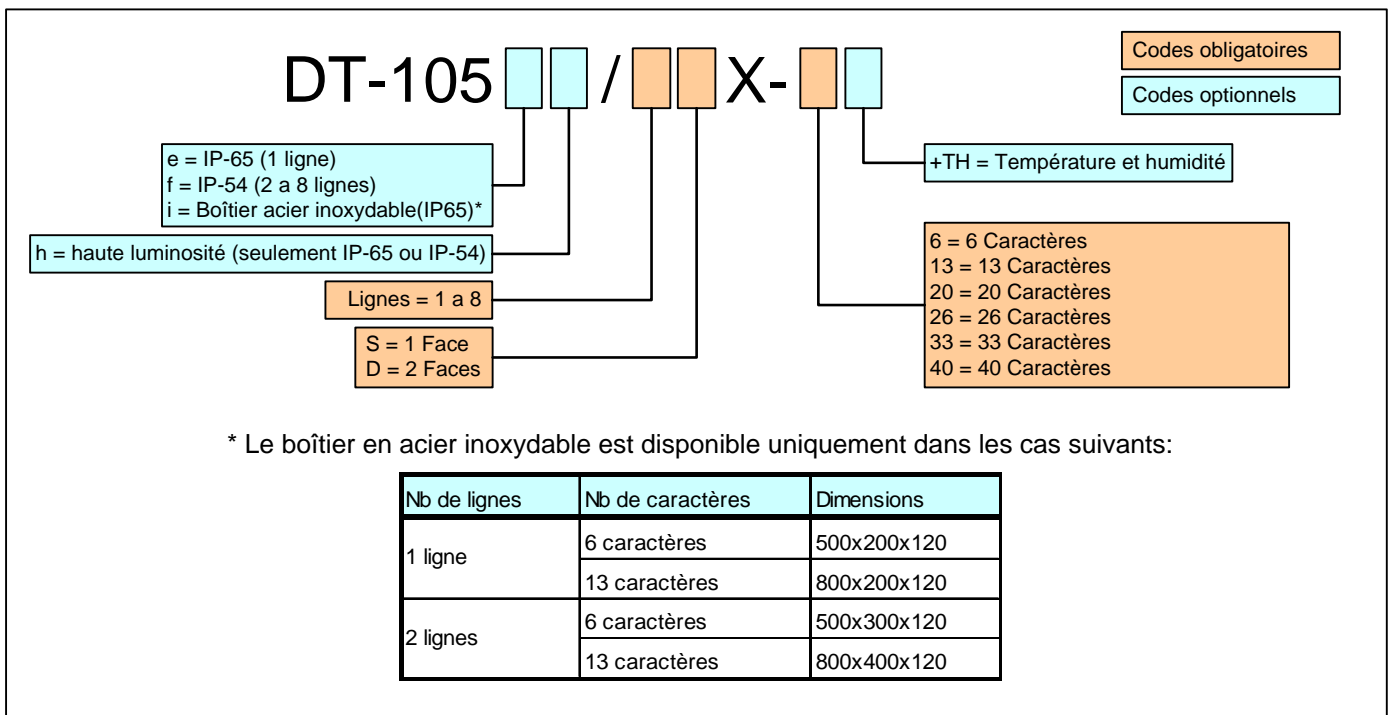 DT-105 / X-
Codes obligatoires
Codes optionnels
e = IP-65 (1 ligne)
f = IP-54 (2 a 8 lignes)
i = Boîtier acier inoxydable(IP65)*
+TH = Température et humidité
h = haute luminosité (seulement IP-65 ou IP-54)
Lignes = 1 a 8
S = 1 Face
D = 2 Faces
6 = 6 Caractères
13 = 13 Caractères
20 = 20 Caractères
26 = 26 Caractères
33 = 33 Caractères
40 = 40 Caractères
* Le boîtier en acier inoxydable est disponible uniquement dans les cas suivants:
Nb de lignes Nb de caractères Dimensions
1 ligne
6 caractères 500x200x120
13 caractères 800x200x120
2 lignes
6 caractères 500x300x120
13 caractères 800x400x120